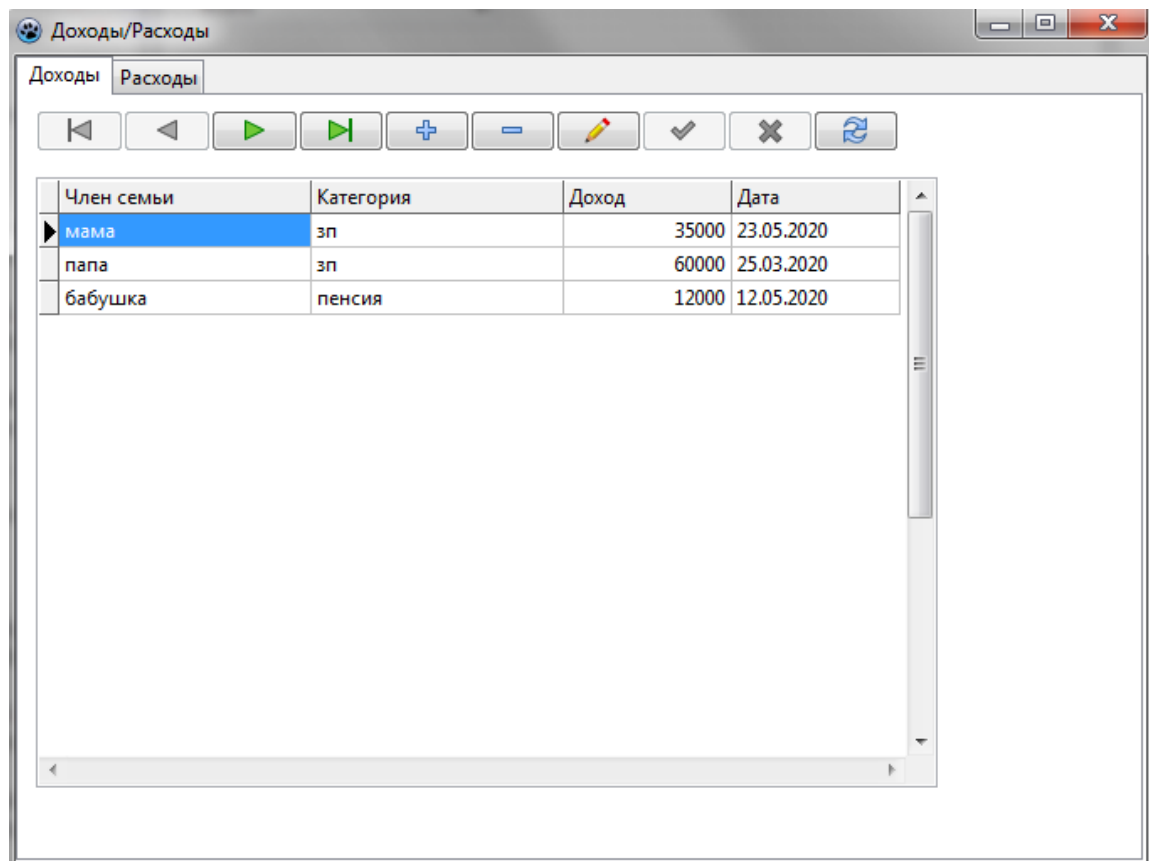 Доходы/Расходы
Доходы Расходы
Член семьи Категория Доход Дата
мама зп 35000 23.05.2020
папа зп 60000 25.03.2020
бабушка пенсия 12000 12.05.2020